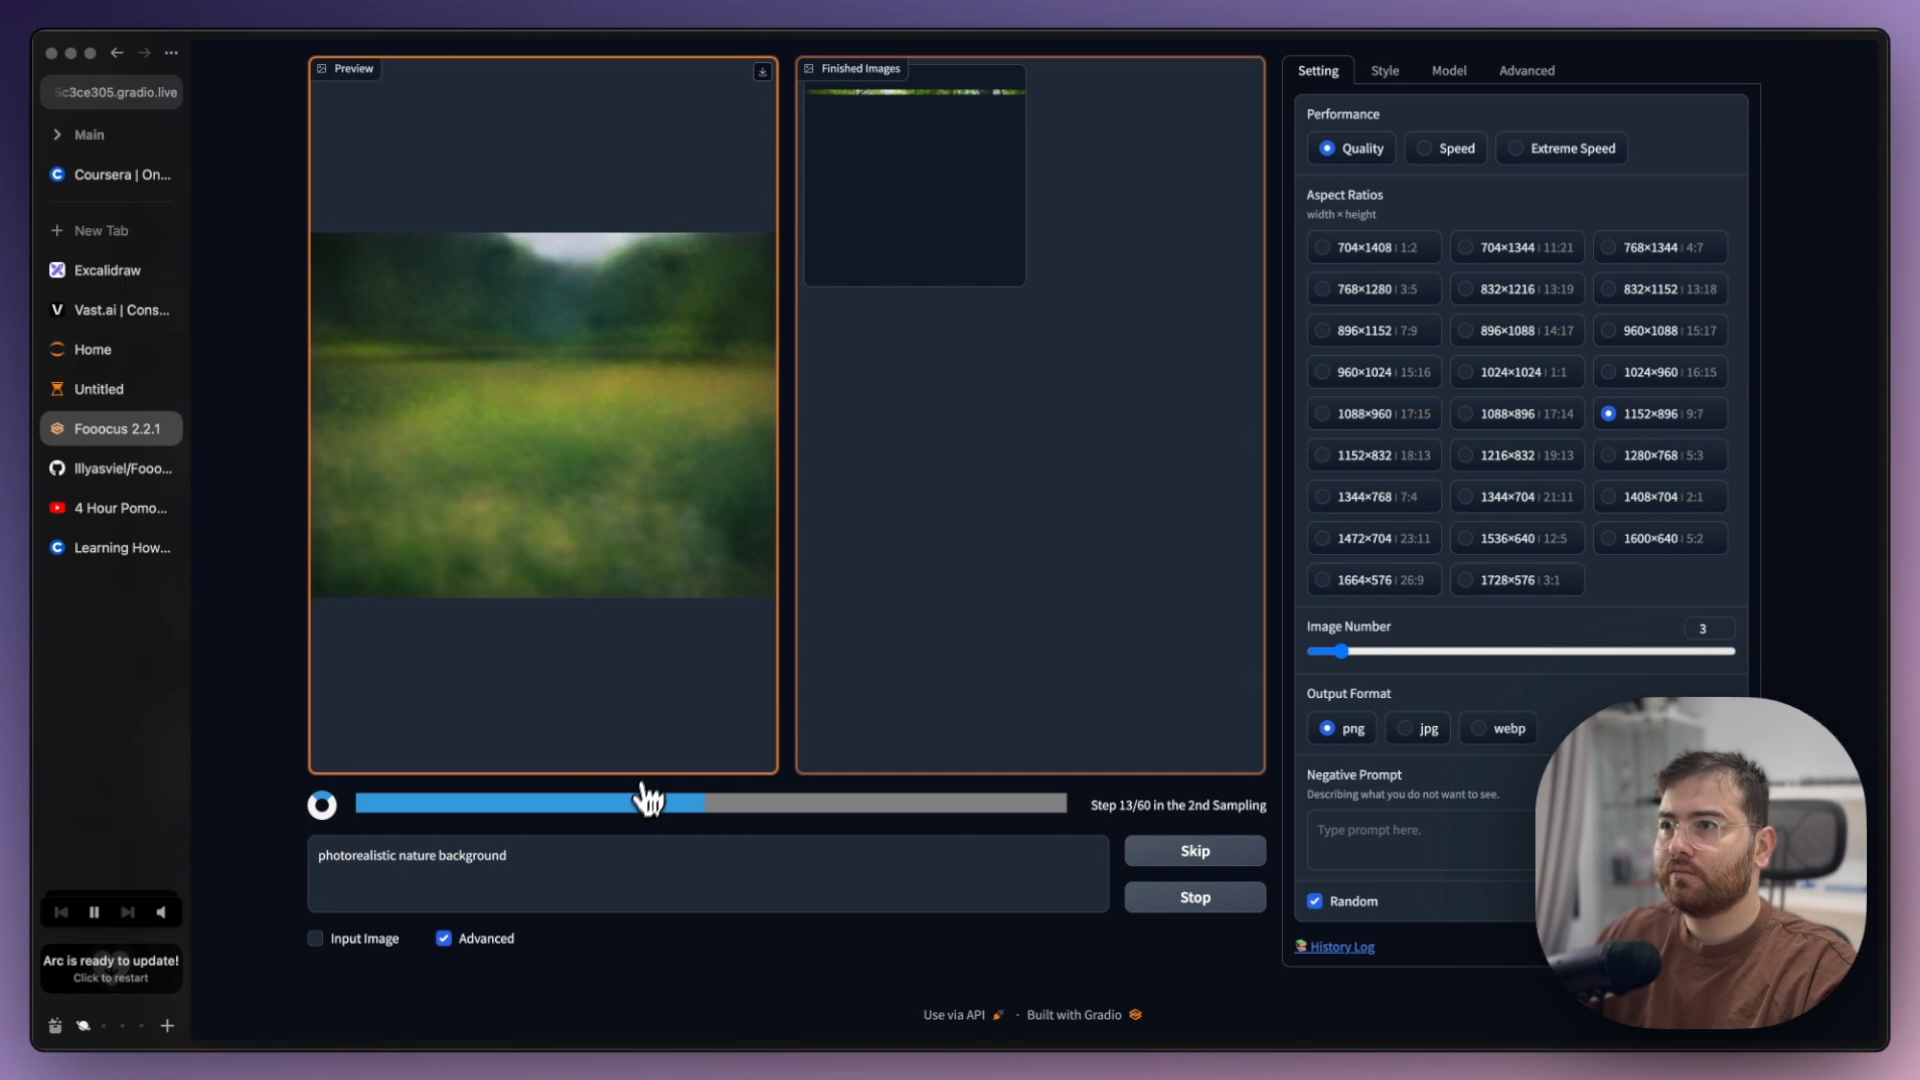 5c3ce305.gradio.live
Main
Coursera | On...
New Tab
Excalidraw
Vast.ai | Cons...
Home
Untitled
Fooocus 2.2.1
lllyasviel/Fooo...
4 Hour Pomo...
Learning How...
Arc is ready to update!
Click to restart
Preview
Finished Images
Step 13/60 in the 2nd Sampling
photorealistic nature background
Skip
Stop
Input Image
Advanced
Setting
Style
Model
Advanced
Performance
Quality
Speed
Extreme Speed
Aspect Ratios
width × height
704×1408 | 1:2
704×1344 | 11:21
768×1344 | 4:7
768×1280 | 3:5
832×1216 | 13:19
832×1152 | 13:18
896×1152 | 7:9
896×1088 | 14:17
960×1088 | 15:17
960×1024 | 15:16
1024×1024 | 1:1
1024×960 | 16:15
1088×960 | 17:15
1088×896 | 17:14
1152×896 | 9:7
1152×832 | 18:13
1216×832 | 19:13
1280×768 | 5:3
1344×768 | 7:4
1344×704 | 21:11
1408×704 | 2:1
1472×704 | 23:11
1536×640 | 12:5
1600×640 | 5:2
1664×576 | 26:9
1728×576 | 3:1
Image Number
3
Output Format
png
jpg
webp
Negative Prompt
Describing what you do not want to see.
Type prompt here.
Random
History Log
Use via API · Built with Gradio